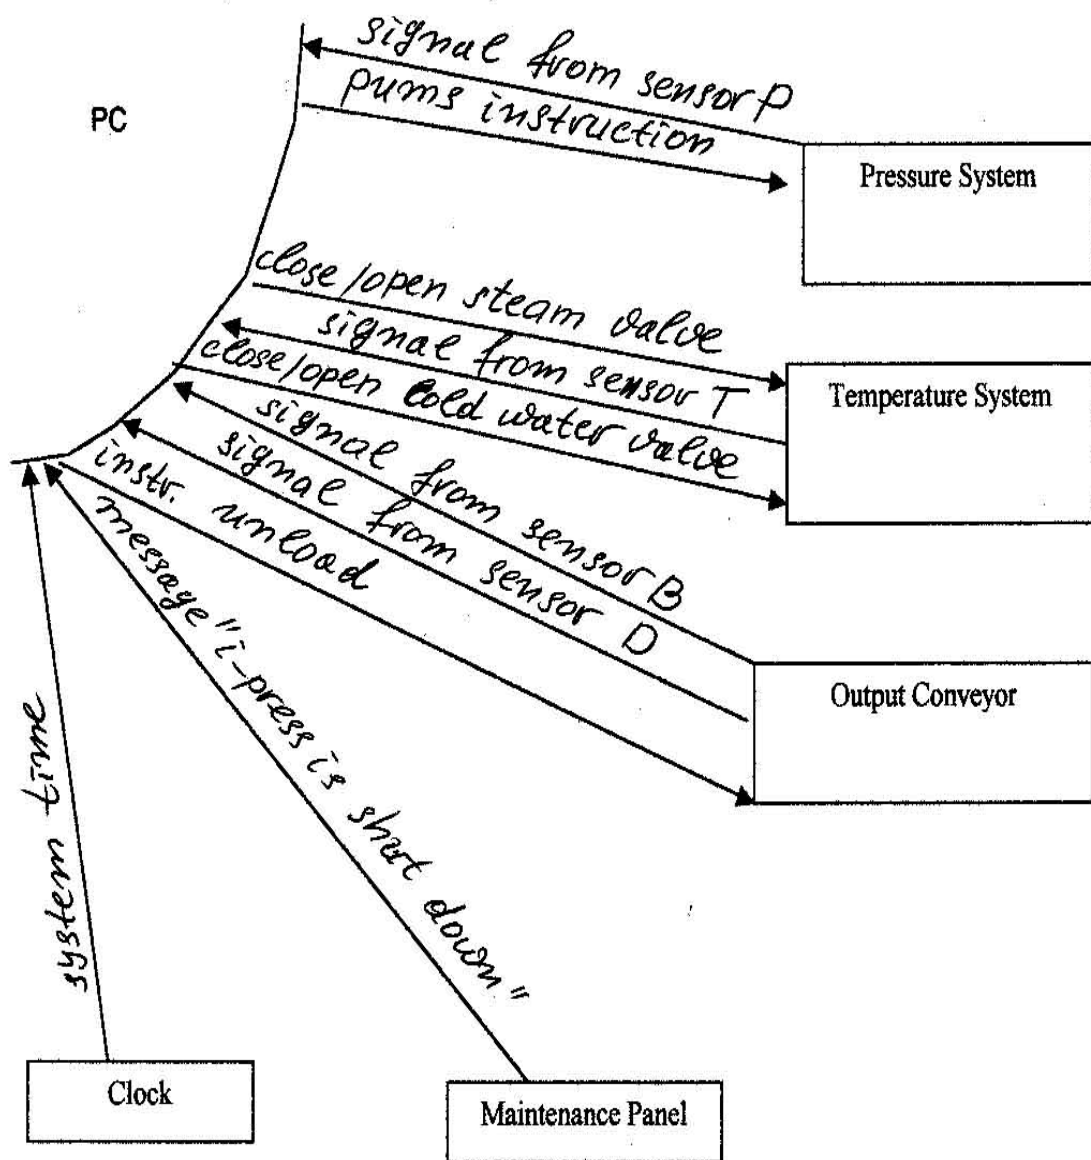 signal from sensor P
PC
pums instruction
Pressure System
close/open steam valve
signal from sensor T
close/open cold water valve
Temperature System
signal from sensor B
signal from sensor D
instr. unload
Output Conveyor
message "i-press is shut down"
system time
Clock
Maintenance Panel